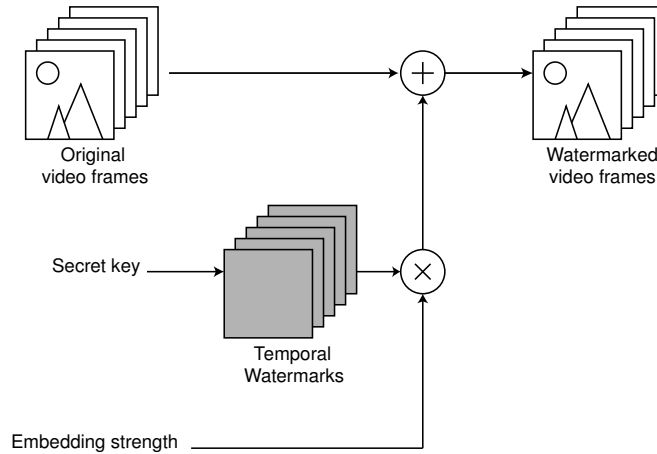 Original
video frames
Watermarked
video frames
Secret key
Temporal
Watermarks
Embedding strength